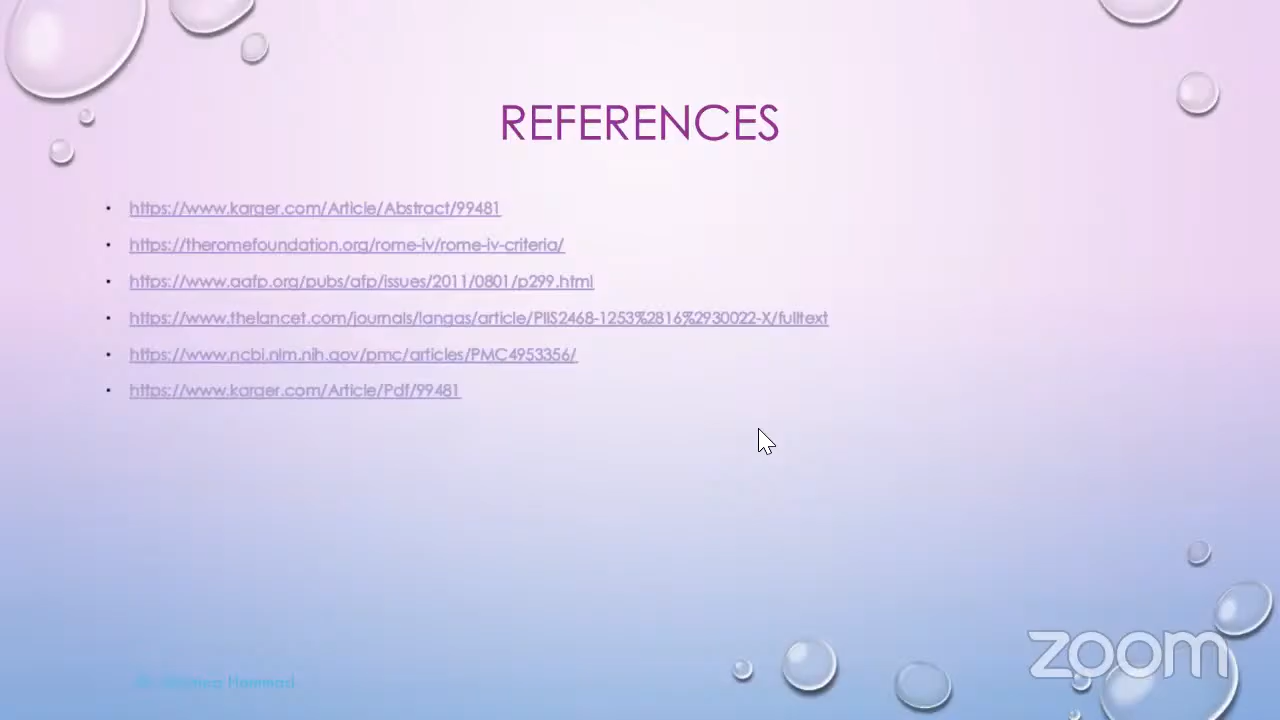 REFERENCES
• https://www.karger.com/Article/Abstract/99481
• https://theromefoundation.org/rome-iv/rome-iv-criteria/
• https://www.aafp.org/pubs/afp/issues/2011/0801/p299.html
• https://www.thelancet.com/journals/langas/article/PIIS2468-1253%2816%2930022-X/fulltext
• https://www.ncbi.nlm.nih.gov/pmc/articles/PMC4953356/
• https://www.karger.com/Article/Pdf/99481
zoom